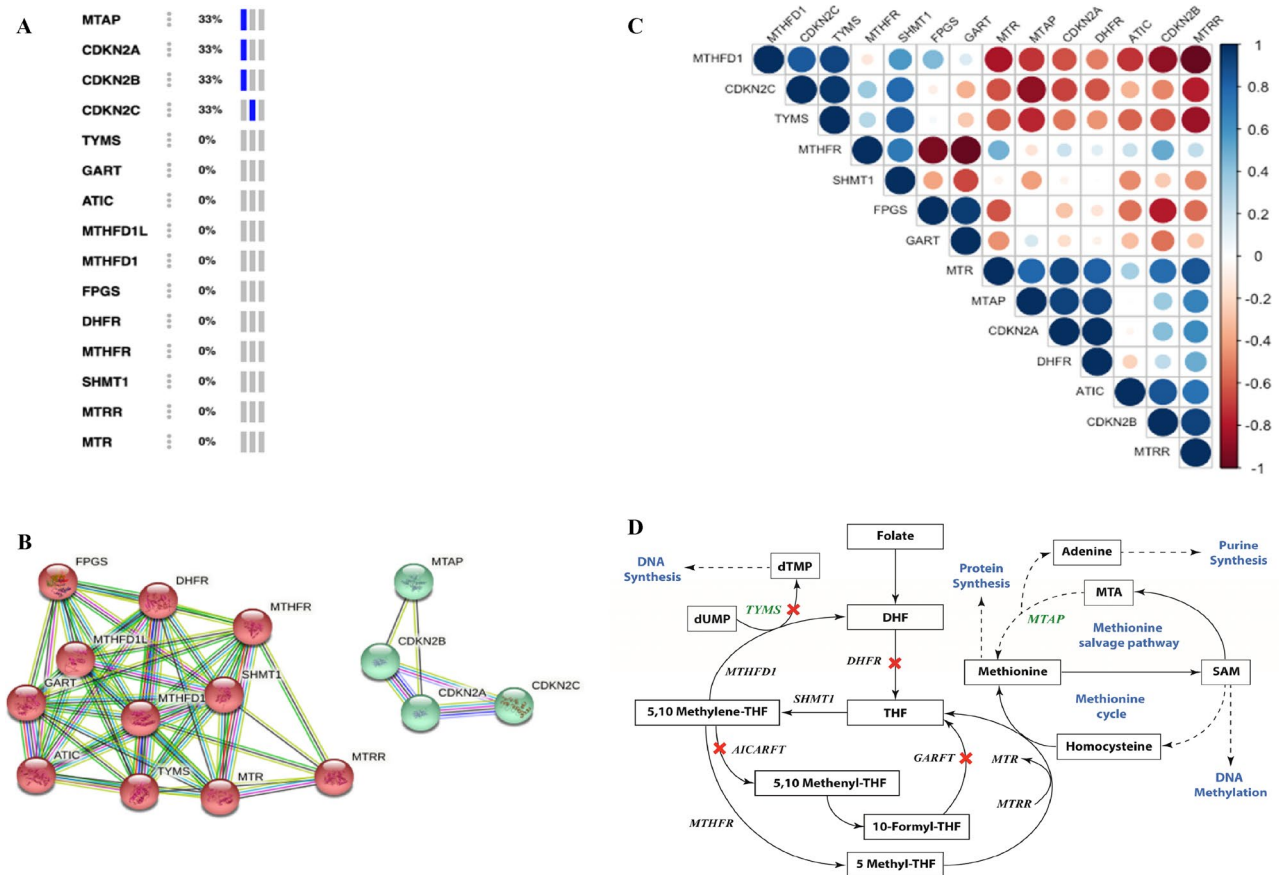 A
MTAP 33%
CDKN2A 33%
CDKN2B 33%
CDKN2C 33%
TYMS 0%
GART 0%
ATIC 0%
MTHFD1L 0%
MTHFD1 0%
FPGS 0%
DHFR 0%
MTHFR 0%
SHMT1 0%
MTRR 0%
MTR 0%
B
FPGS
DHFR
MTHFR
MTHFD1L
SHMT1
GART
MTHFD1
ATIC
TYMS
MTR
MTRR
MTAP
CDKN2B
CDKN2A
CDKN2C
C
MTHFD1 CDKN2C TYMS MTHFR SHMT1 FPGS GART MTR MTAP CDKN2A DHFR ATIC CDKN2B MTRR
MTHFD1
CDKN2C
TYMS
MTHFR
SHMT1
FPGS
GART
MTR
MTAP
CDKN2A
DHFR
ATIC
CDKN2B
MTRR
1
0.8
0.6
0.4
0.2
0
-0.2
-0.4
-0.6
-0.8
-1
D
Folate
DNA
Synthesis
dTMP
TYMS
dUMP
DHF
MTHFD1
DHFR
SHMT1
5,10 Methylene-THF
THF
AICARFT
GARFT
5,10 Methenyl-THF
10-Formyl-THF
MTHFR
5 Methyl-THF
MTR
MTRR
Protein
Synthesis
Adenine
Purine
Synthesis
MTA
MTAP
Methionine
salvage pathway
Methionine
SAM
Methionine
cycle
Homocysteine
DNA
Methylation